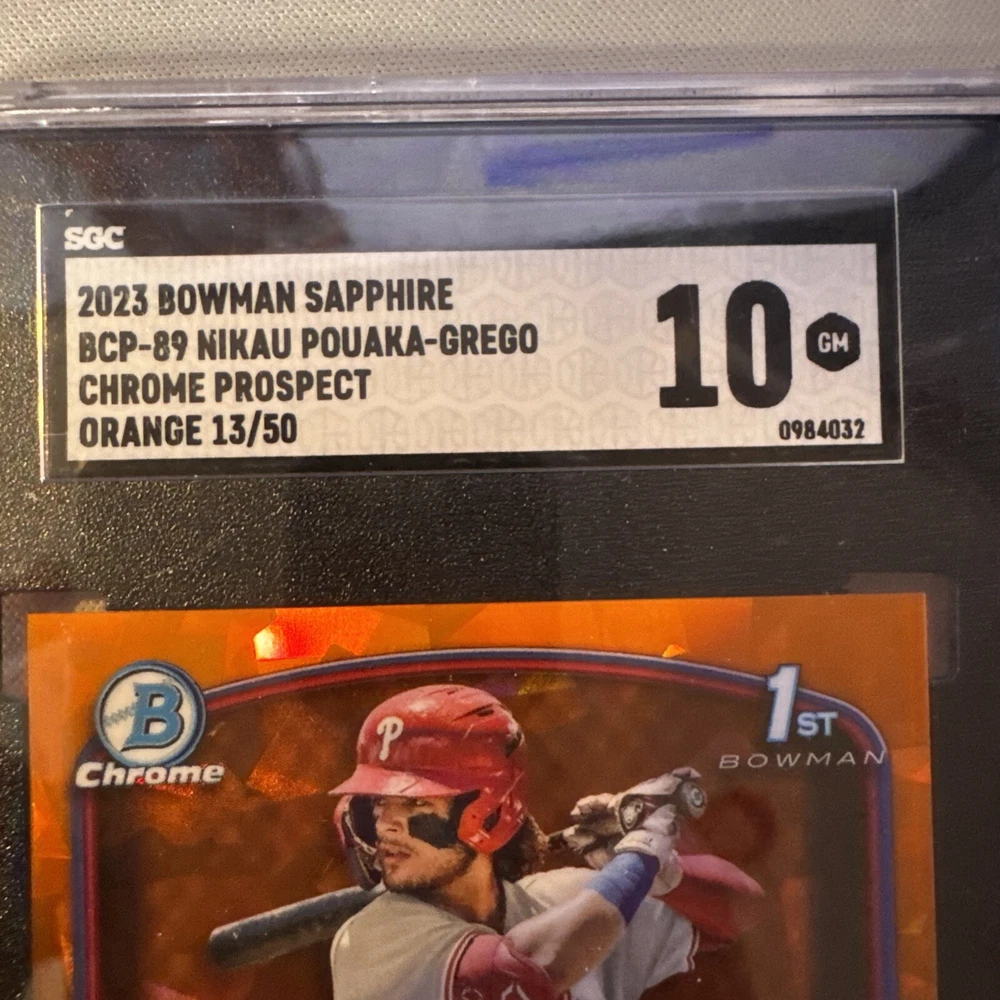 SGC
2023 BOWMAN SAPPHIRE
BCP-89 NIKAU POUAKA-GREGO
CHROME PROSPECT
ORANGE 13/50
10 GM
0984032
B
Chrome
1ST
BOWMAN
P